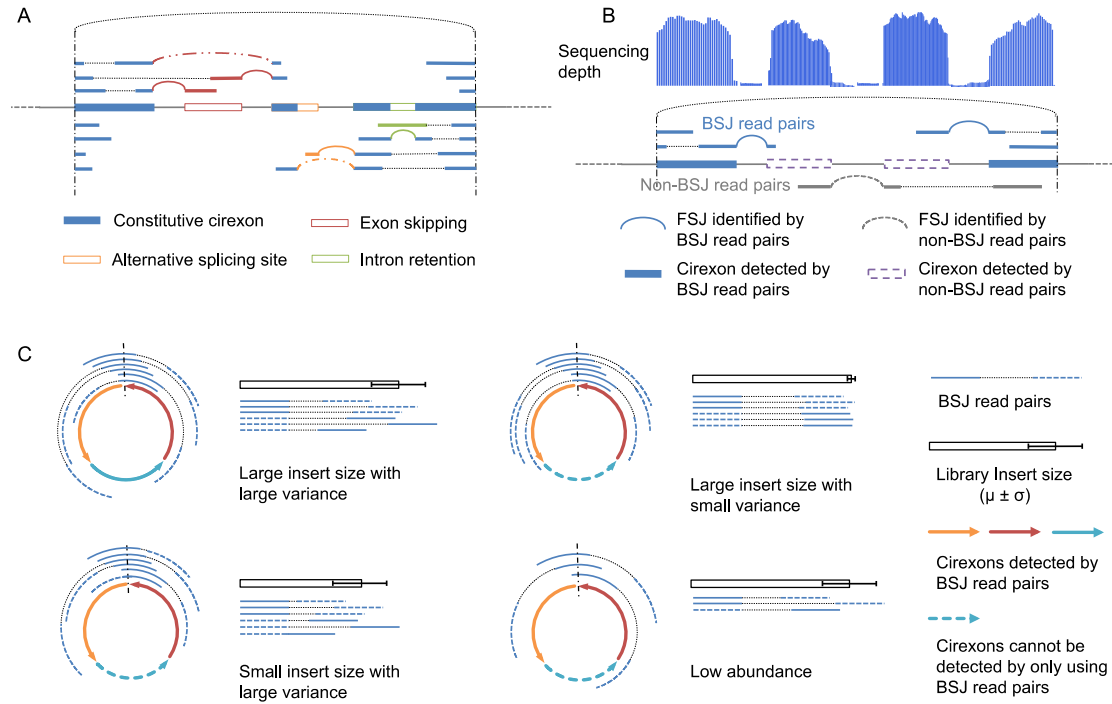 A
Constitutive cirexon
Exon skipping
Alternative splicing site
Intron retention
B
Sequencing
depth
BSJ read pairs
Non-BSJ read pairs
FSJ identified by
BSJ read pairs
FSJ identified by
non-BSJ read pairs
Cirexon detected by
BSJ read pairs
Cirexon detected by
non-BSJ read pairs
C
Large insert size with
large variance
Large insert size with
small variance
Small insert size with
large variance
Low abundance
BSJ read pairs
Library Insert size
(μ ± σ)
Cirexons detected by
BSJ read pairs
Cirexons cannot be
detected by only using
BSJ read pairs